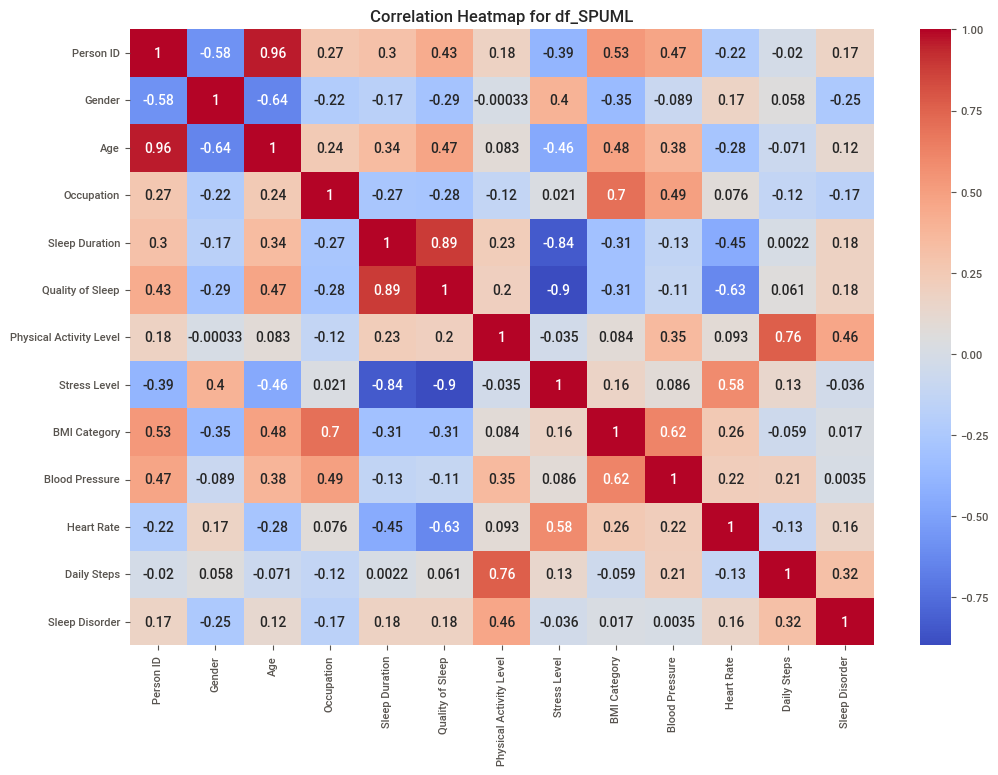 Correlation Heatmap for df_SPUML
Person ID 1 -0.58 0.96 0.27 0.3 0.43 0.18 -0.39 0.53 0.47 -0.22 -0.02 0.17
Gender -0.58 1 -0.64 -0.22 -0.17 -0.29 -0.00033 0.4 -0.35 -0.089 0.17 0.058 -0.25
Age 0.96 -0.64 1 0.24 0.34 0.47 0.083 -0.46 0.48 0.38 -0.28 -0.071 0.12
Occupation 0.27 -0.22 0.24 1 -0.27 -0.28 -0.12 0.021 0.7 0.49 0.076 -0.12 -0.17
Sleep Duration 0.3 -0.17 0.34 -0.27 1 0.89 0.23 -0.84 -0.31 -0.13 -0.45 0.0022 0.18
Quality of Sleep 0.43 -0.29 0.47 -0.28 0.89 1 0.2 -0.9 -0.31 -0.11 -0.63 0.061 0.18
Physical Activity Level 0.18 -0.00033 0.083 -0.12 0.23 0.2 1 -0.035 0.084 0.35 0.093 0.76 0.46
Stress Level -0.39 0.4 -0.46 0.021 -0.84 -0.9 -0.035 1 0.16 0.086 0.58 0.13 -0.036
BMI Category 0.53 -0.35 0.48 0.7 -0.31 -0.31 0.084 0.16 1 0.62 0.26 -0.059 0.017
Blood Pressure 0.47 -0.089 0.38 0.49 -0.13 -0.11 0.35 0.086 0.62 1 0.22 0.21 0.0035
Heart Rate -0.22 0.17 -0.28 0.076 -0.45 -0.63 0.093 0.58 0.26 0.22 1 -0.13 0.16
Daily Steps -0.02 0.058 -0.071 -0.12 0.0022 0.061 0.76 0.13 -0.059 0.21 -0.13 1 0.32
Sleep Disorder 0.17 -0.25 0.12 -0.17 0.18 0.18 0.46 -0.036 0.017 0.0035 0.16 0.32 1
Person ID
Gender
Age
Occupation
Sleep Duration
Quality of Sleep
Physical Activity Level
Stress Level
BMI Category
Blood Pressure
Heart Rate
Daily Steps
Sleep Disorder
1.00
0.75
0.50
0.25
0.00
-0.25
-0.50
-0.75